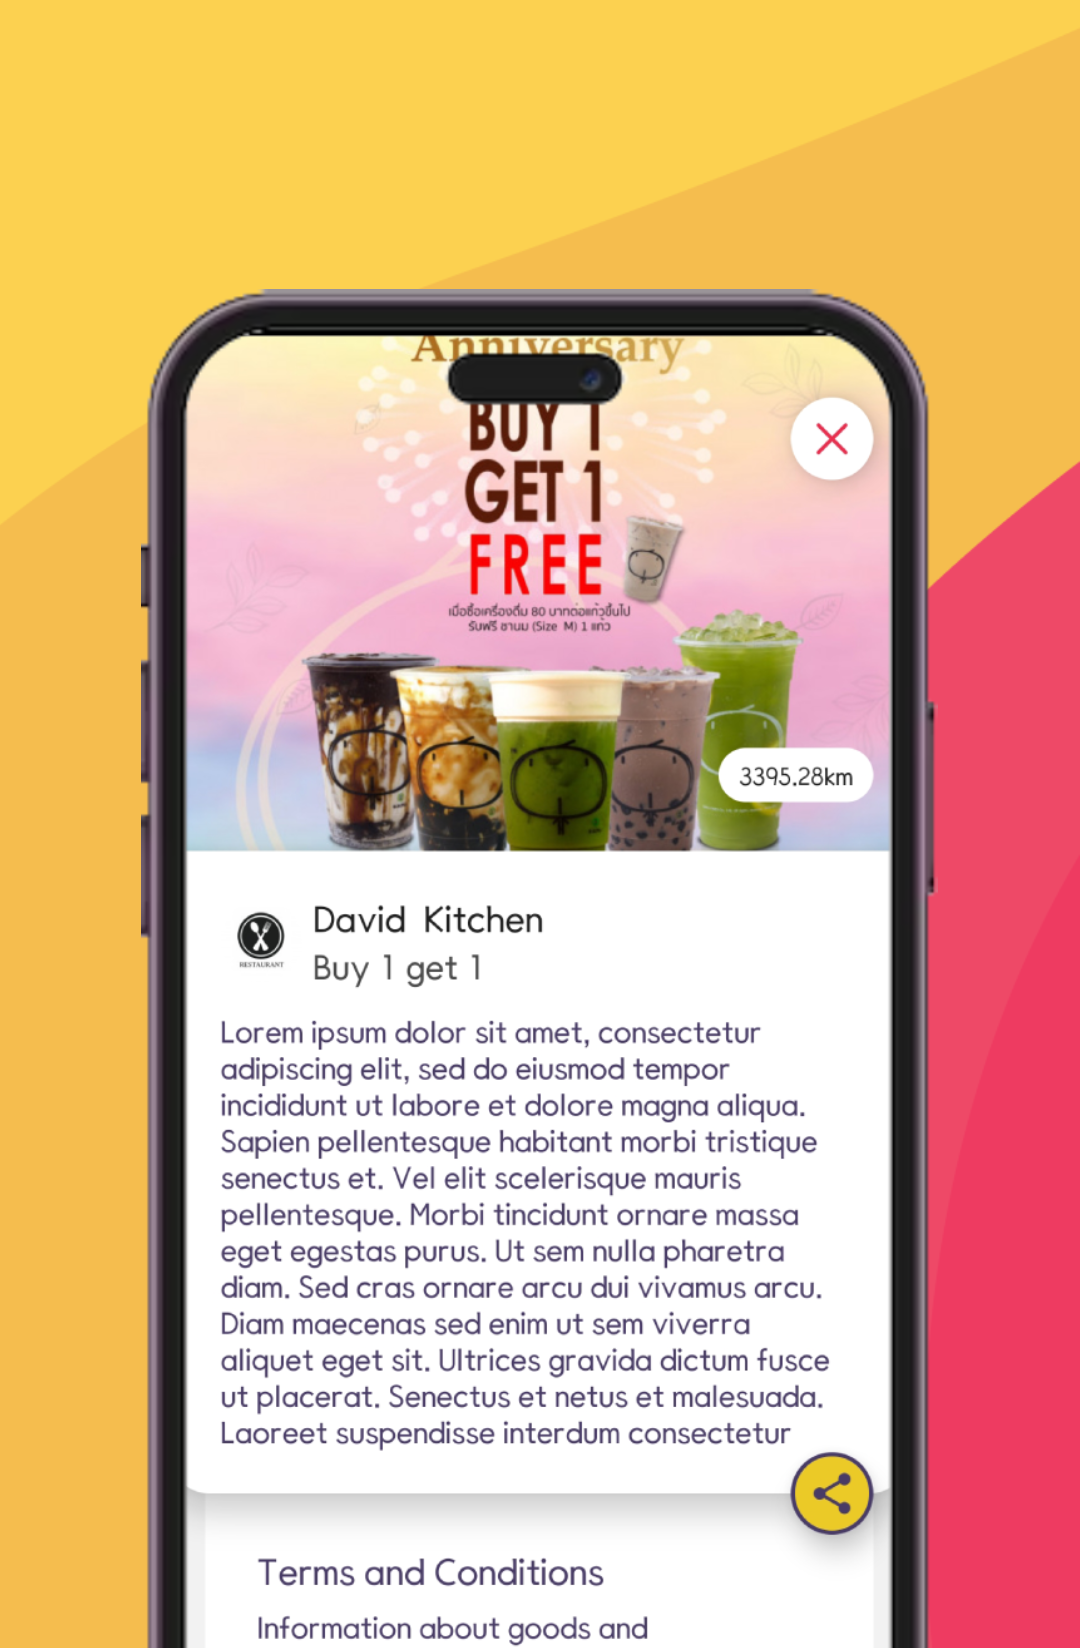 Anniversary
BUY 1
GET 1
FREE
เมื่อซื้อเครื่องดื่ม 80 บาทต่อแก้วขึ้นไป
รับฟรี ชานม (Size M) 1 แก้ว
3395.28km
David Kitchen
RESTAURANT
Buy 1 get 1
Lorem ipsum dolor sit amet, consectetur
adipiscing elit, sed do eiusmod tempor
incididunt ut labore et dolore magna aliqua.
Sapien pellentesque habitant morbi tristique
senectus et. Vel elit scelerisque mauris
pellentesque. Morbi tincidunt ornare massa
eget egestas purus. Ut sem nulla pharetra
diam. Sed cras ornare arcu dui vivamus arcu.
Diam maecenas sed enim ut sem viverra
aliquet eget sit. Ultrices gravida dictum fusce
ut placerat. Senectus et netus et malesuada.
Laoreet suspendisse interdum consectetur
Terms and Conditions
Information about goods and